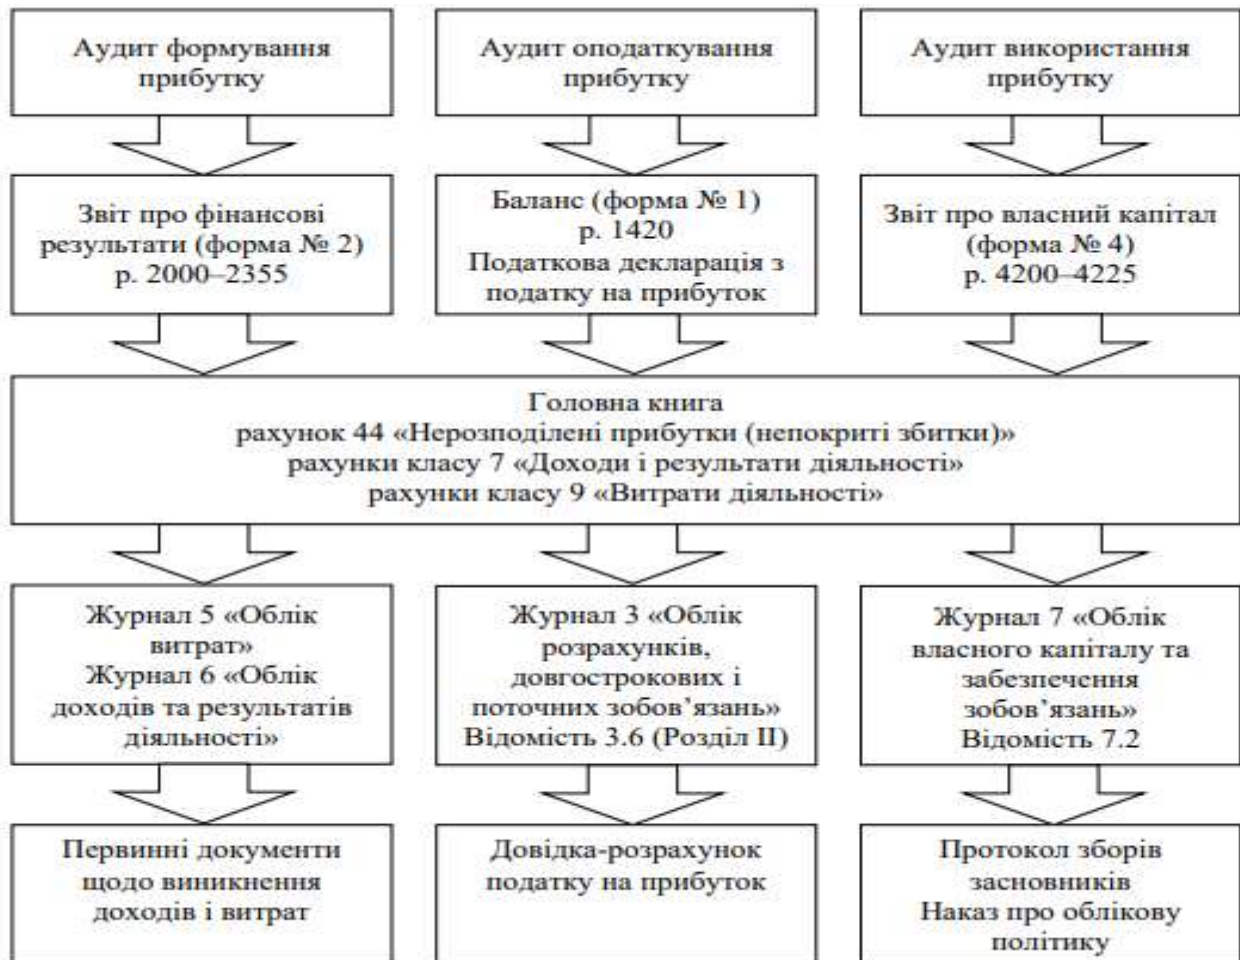 Аудит формування
прибутку
Аудит оподаткування
прибутку
Аудит використання
прибутку
Звіт про фінансові
результати (форма № 2)
р. 2000–2355
Баланс (форма № 1)
р. 1420
Податкова декларація з
податку на прибуток
Звіт про власний капітал
(форма № 4)
р. 4200–4225
Головна книга
рахунок 44 «Нерозподілені прибутки (непокриті збитки)»
рахунки класу 7 «Доходи і результати діяльності»
рахунки класу 9 «Витрати діяльності»
Журнал 5 «Облік
витрат»
Журнал 6 «Облік
доходів та результатів
діяльності»
Журнал 3 «Облік
розрахунків,
довгострокових і
поточних зобов’язань»
Відомість 3.6 (Розділ ІІ)
Журнал 7 «Облік
власного капіталу та
забезпечення
зобов’язань»
Відомість 7.2
Первинні документи
щодо виникнення
доходів і витрат
Довідка-розрахунок
податку на прибуток
Протокол зборів
засновників
Наказ про облікову
політику